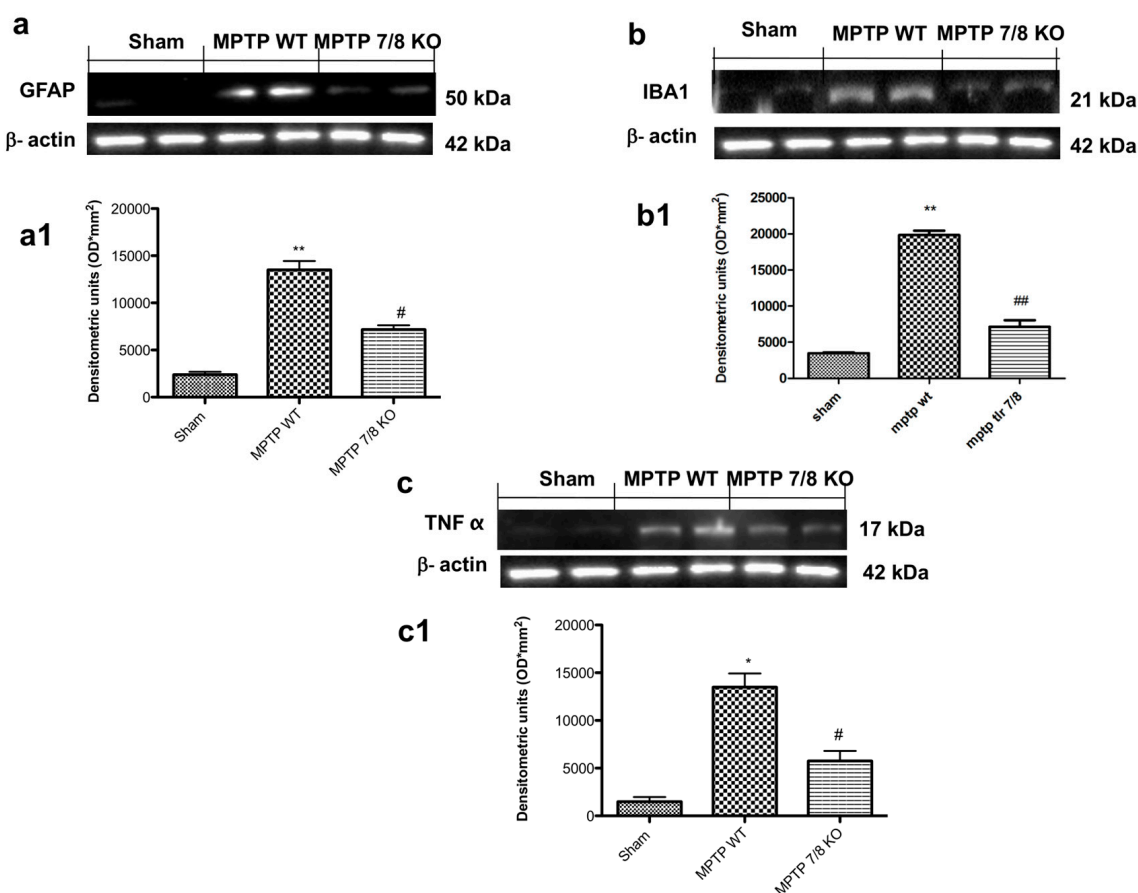 a
Sham MPTP WT MPTP 7/8 KO
GFAP 50 kDa
β- actin 42 kDa
b
Sham MPTP WT MPTP 7/8 KO
IBA1 21 kDa
β- actin 42 kDa
a1
Densitometric units (OD*mm²)
20000
15000
10000
5000
0
**
#
Sham MPTP WT MPTP 7/8 KO
b1
Densitometric units (OD*mm²)
25000
20000
15000
10000
5000
0
**
##
sham mptp wt mptp tlr 7/8
c
Sham MPTP WT MPTP 7/8 KO
TNF α 17 kDa
β- actin 42 kDa
c1
Densitometric units (OD*mm²)
20000
15000
10000
5000
0
*
#
Sham MPTP WT MPTP 7/8 KO